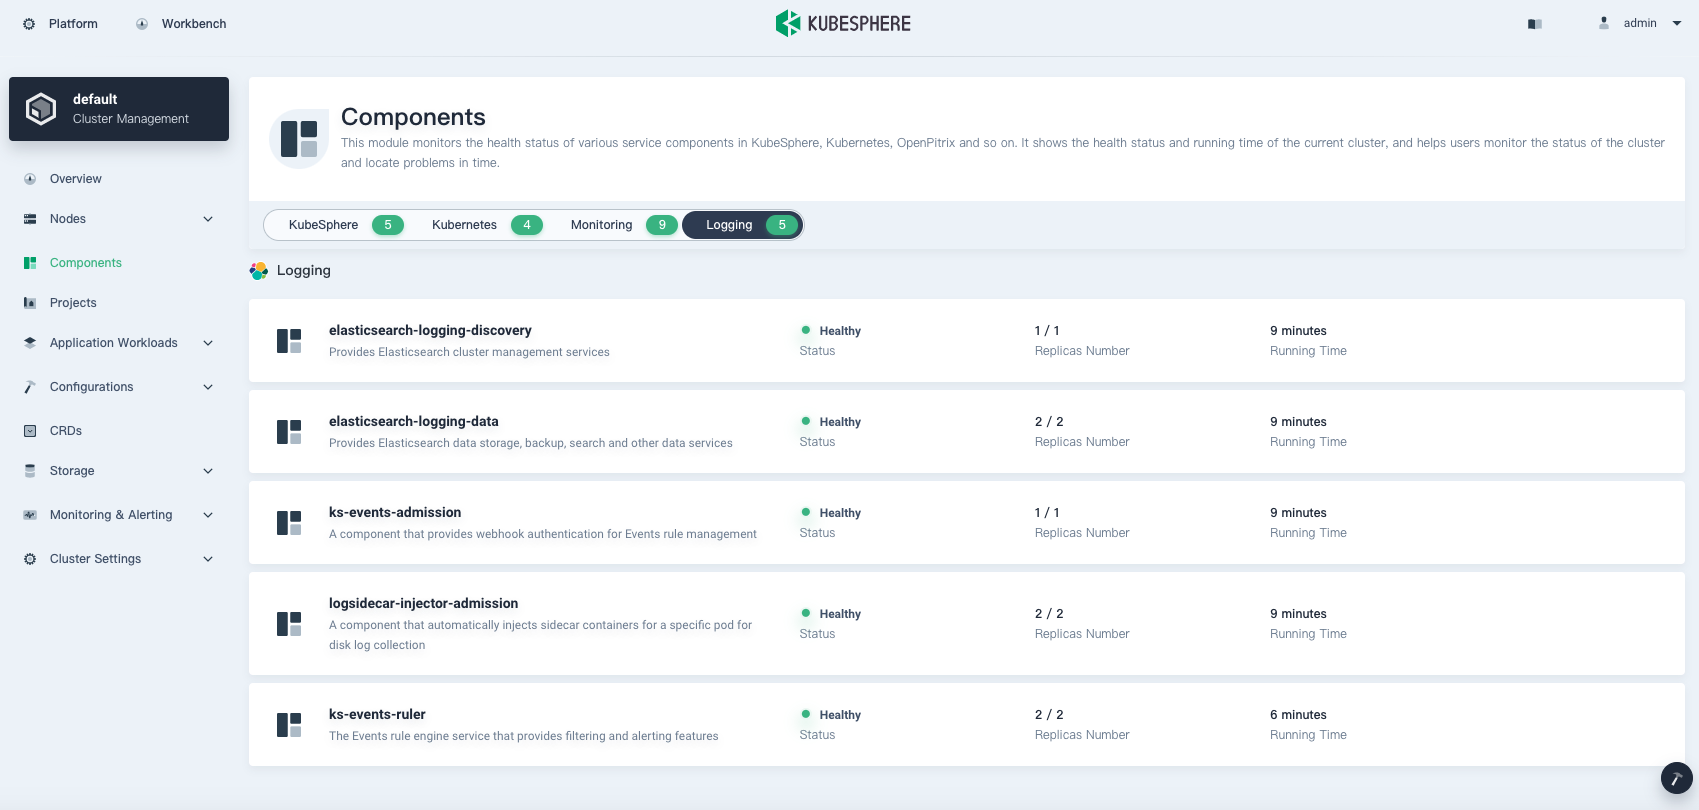 Platform
Workbench
KUBESPHERE
admin
default
Cluster Management
Overview
Nodes
Components
Projects
Application Workloads
Configurations
CRDs
Storage
Monitoring & Alerting
Cluster Settings
Components
This module monitors the health status of various service components in KubeSphere, Kubernetes, OpenPitrix and so on. It shows the health status and running time of the current cluster, and helps users monitor the status of the cluster
and locate problems in time.
KubeSphere 5 Kubernetes 4 Monitoring 9 Logging 5
Logging
elasticsearch-logging-discovery
Provides Elasticsearch cluster management services
Healthy
Status
1 / 1
Replicas Number
9 minutes
Running Time
elasticsearch-logging-data
Provides Elasticsearch data storage, backup, search and other data services
Healthy
Status
2 / 2
Replicas Number
9 minutes
Running Time
ks-events-admission
A component that provides webhook authentication for Events rule management
Healthy
Status
1 / 1
Replicas Number
9 minutes
Running Time
logsidecar-injector-admission
A component that automatically injects sidecar containers for a specific pod for
disk log collection
Healthy
Status
2 / 2
Replicas Number
9 minutes
Running Time
ks-events-ruler
The Events rule engine service that provides filtering and alerting features
Healthy
Status
2 / 2
Replicas Number
6 minutes
Running Time